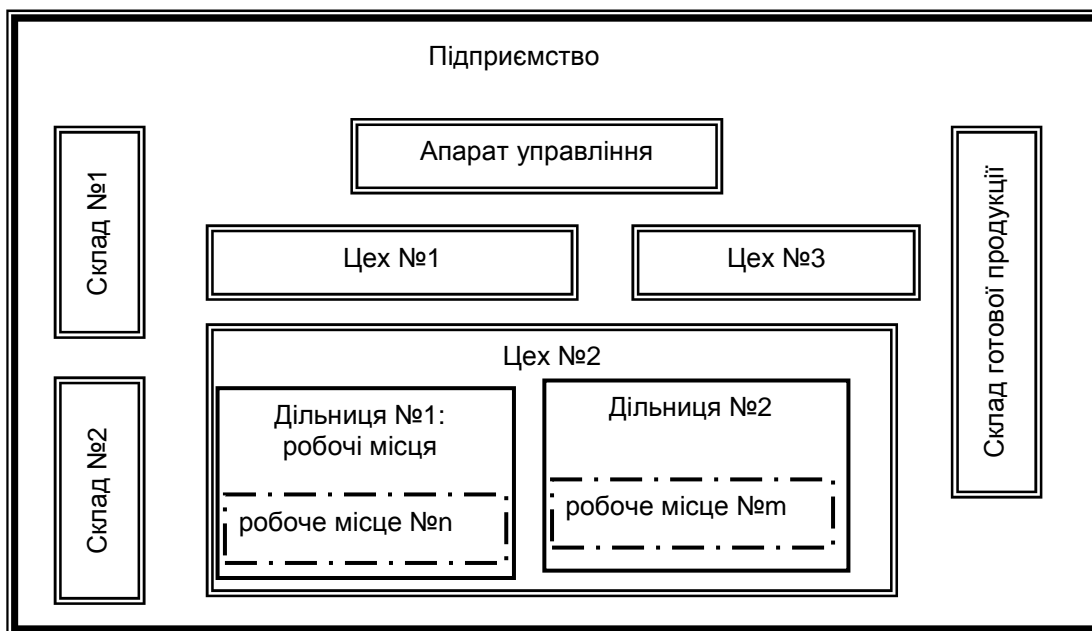 Підприємство
Апарат управління
Склад №1
Склад №2
Цех №1
Цех №3
Цех №2
Дільниця №1:
робочі місця
робоче місце №n
Дільниця №2
робоче місце №m
Склад готової продукції